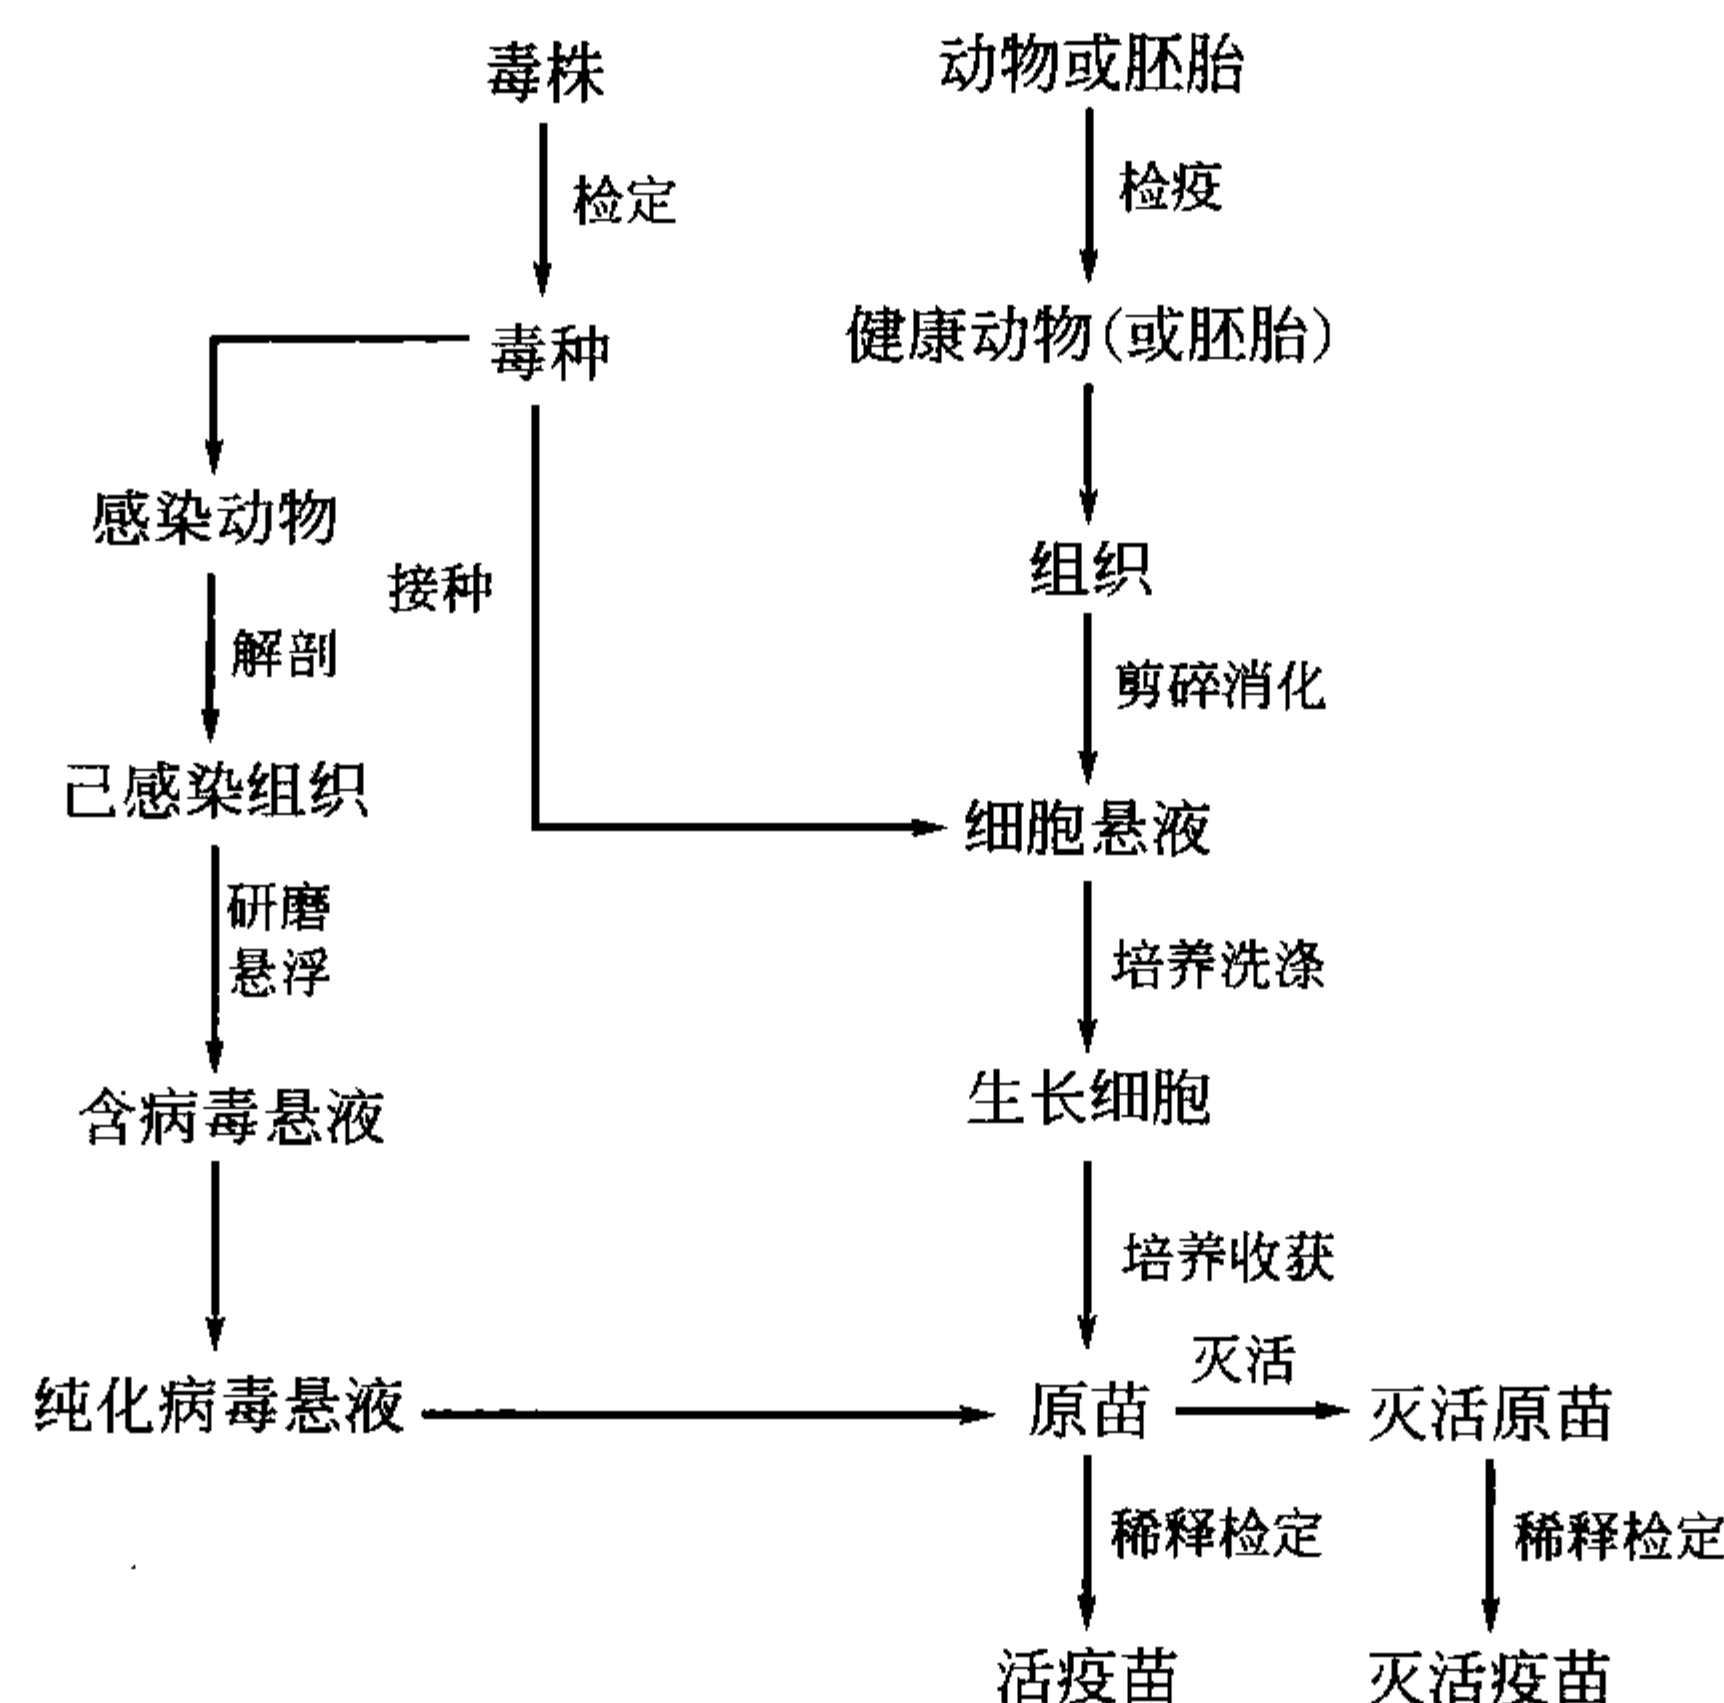 毒株
动物或胚胎
检定
检疫
毒种
健康动物(或胚胎)
感染动物
接种
组织
解剖
剪碎消化
已感染组织
细胞悬液
研磨
悬浮
培养洗涤
含病毒悬液
生长细胞
培养收获
灭活
纯化病毒悬液
原苗
灭活原苗
稀释检定
稀释检定
活疫苗
灭活疫苗